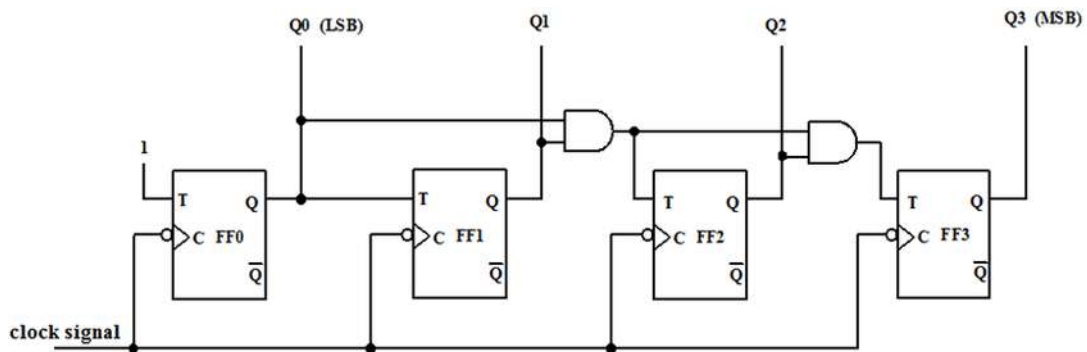 Q0 (LSB) Q1 Q2 Q3 (MSB)
1
T Q T Q T Q T Q
C FF0 C FF1 C FF2 C FF3
Q Q Q Q
clock signal